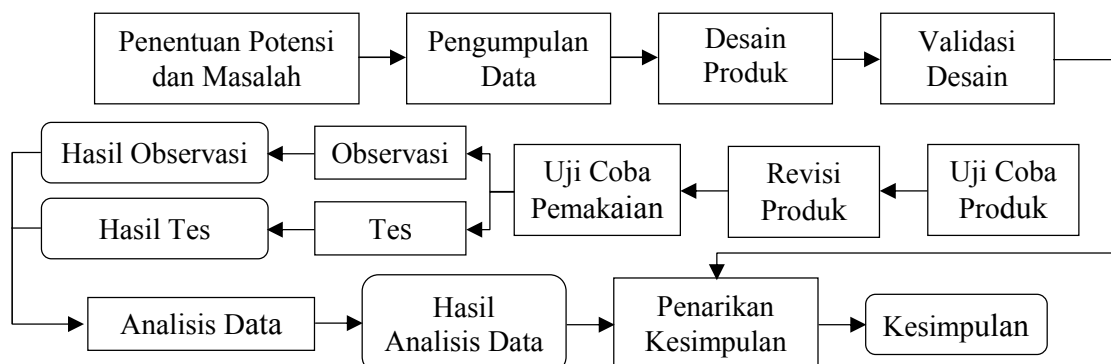 Penentuan Potensi
dan Masalah
Pengumpulan
Data
Desain
Produk
Validasi
Desain
Hasil Observasi
Observasi
Uji Coba
Pemakaian
Revisi
Produk
Uji Coba
Produk
Hasil Tes
Tes
Analisis Data
Hasil
Analisis Data
Penarikan
Kesimpulan
Kesimpulan